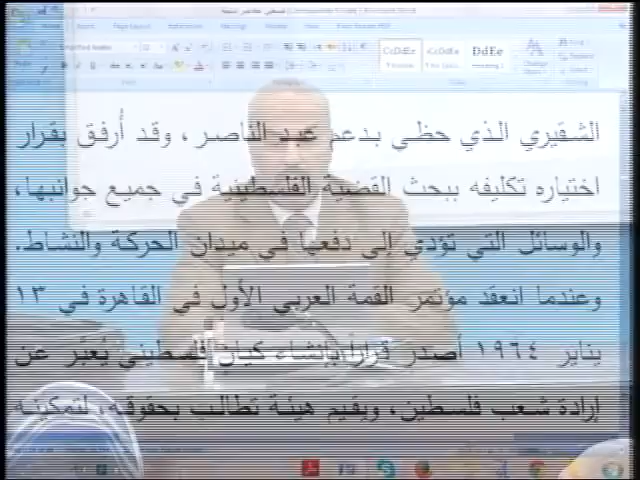 الشقيري الذي حظي بدعم عبد الناصر ، وقد أُرفق بقرار
اختياره تكليفه ببحث القضية الفلسطينية في جميع جوانبها،
والوسائل التي تؤدي إلى دفعها في ميدان الحركة والنشاط.
وعندما انعقد مؤتمر القمة العربي الأول في القاهرة في ١٣
يناير ١٩٦٤ أصدر قراراً بإنشاء كيان فلسطيني يُعبّر عن
إرادة شعب فلسطين، ويقيم هيئة تطالب بحقوقه لتمكينه